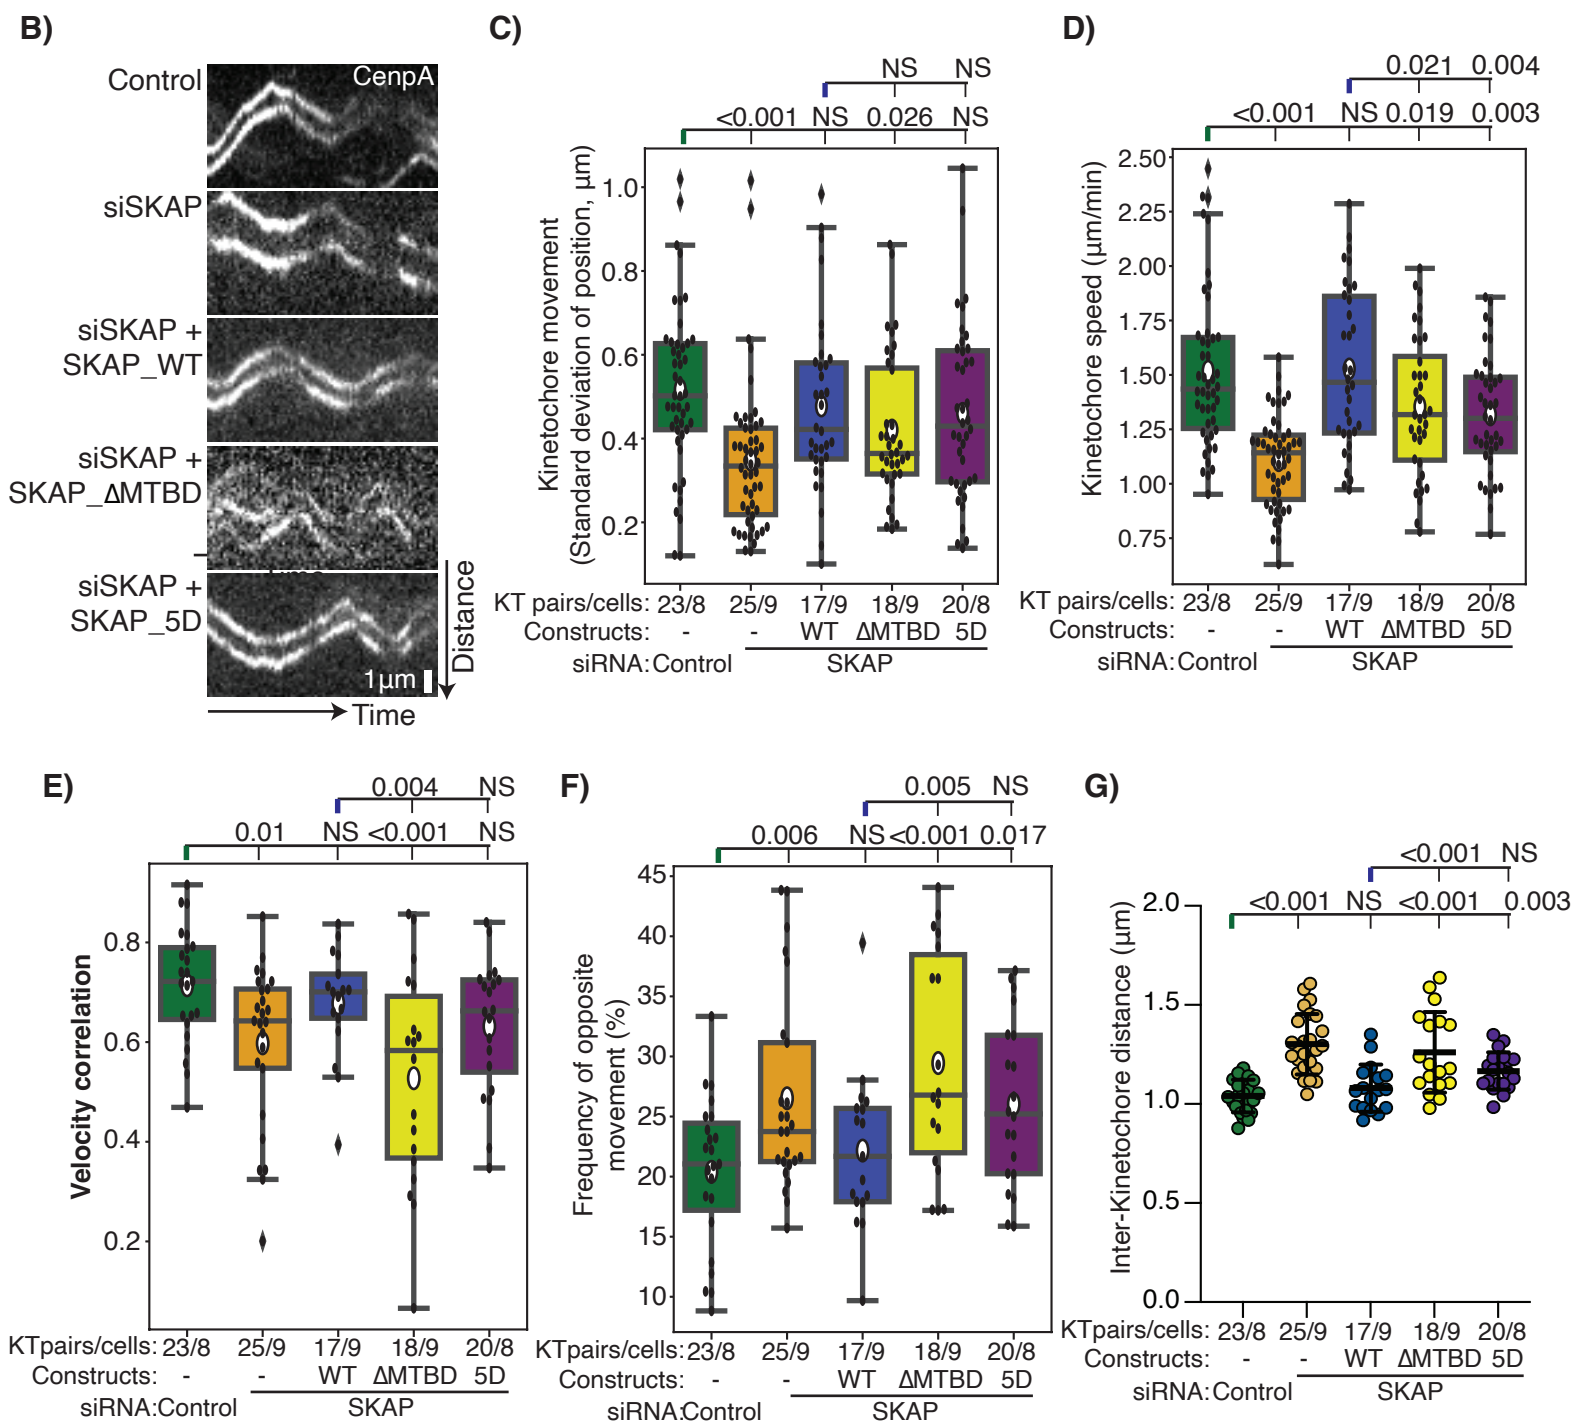 B)
Control
CenpA
siSKAP
siSKAP +
SKAP_WT
siSKAP +
SKAP_ΔMTBD
siSKAP +
SKAP_5D
1μm
Distance
Time
C)
NS NS
<0.001 NS 0.026 NS
Kinetochore movement
(Standard deviation of position, μm)
1.0
0.8
0.6
0.4
0.2
KT pairs/cells: 23/8 25/9 17/9 18/9 20/8
Constructs: - - WT ΔMTBD 5D
siRNA: Control SKAP
D)
0.021 0.004
<0.001 NS 0.019 0.003
Kinetochore speed (μm/min)
2.50
2.25
2.00
1.75
1.50
1.25
1.00
0.75
KT pairs/cells: 23/8 25/9 17/9 18/9 20/8
Constructs: - - WT ΔMTBD 5D
siRNA: Control SKAP
E)
0.004 NS
0.01 NS <0.001 NS
Velocity correlation
0.8
0.6
0.4
0.2
KTpairs/cells: 23/8 25/9 17/9 18/9 20/8
Constructs: - - WT ΔMTBD 5D
siRNA: Control SKAP
F)
0.005 NS
0.006 NS <0.001 0.017
Frequency of opposite
movement (%)
45
40
35
30
25
20
15
10
KTpairs/cells: 23/8 25/9 17/9 18/9 20/8
Constructs: - - WT ΔMTBD 5D
siRNA: Control SKAP
G)
<0.001 NS
<0.001 NS <0.001 0.003
Inter-Kinetochore distance (μm)
2.0
1.5
1.0
0.5
0.0
KTpairs/cells: 23/8 25/9 17/9 18/9 20/8
Constructs: - - WT ΔMTBD 5D
siRNA: Control SKAP